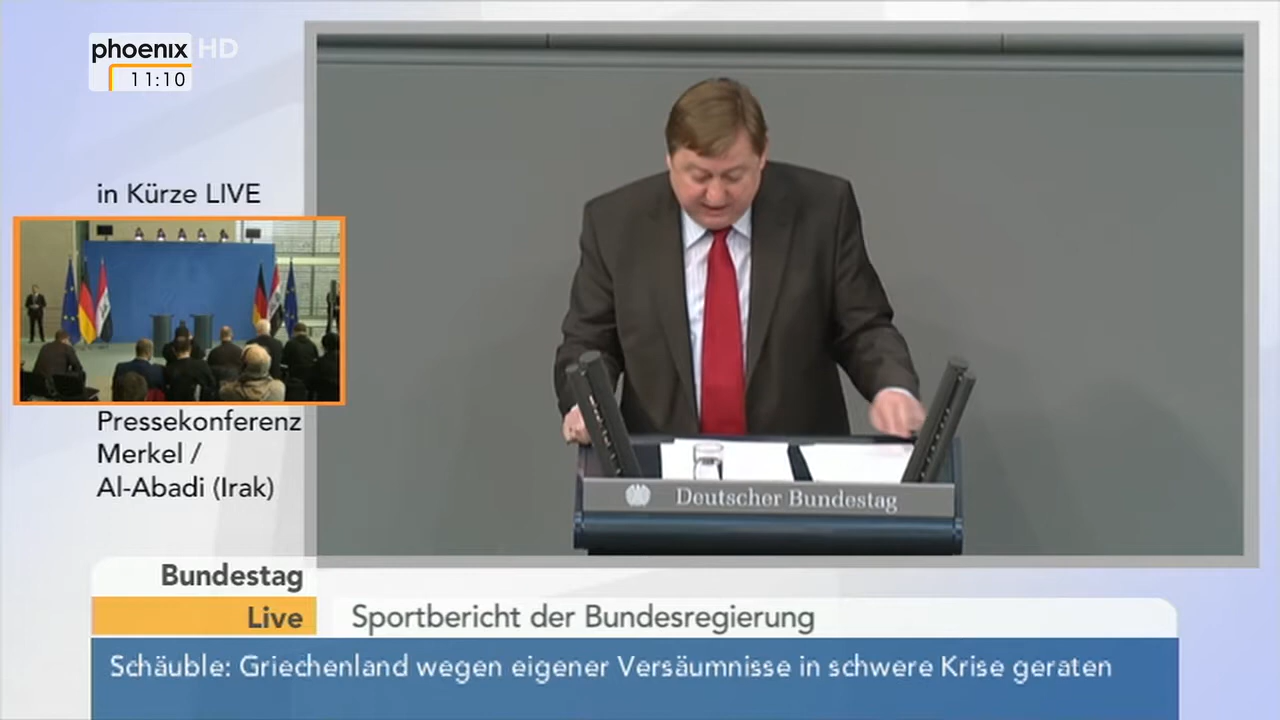 phoenix HD
11:10
in Kürze LIVE
Pressekonferenz
Merkel /
Al-Abadi (Irak)
Deutscher Bundestag
Bundestag
Live
Sportbericht der Bundesregierung
Schäuble: Griechenland wegen eigener Versäumnisse in schwere Krise geraten